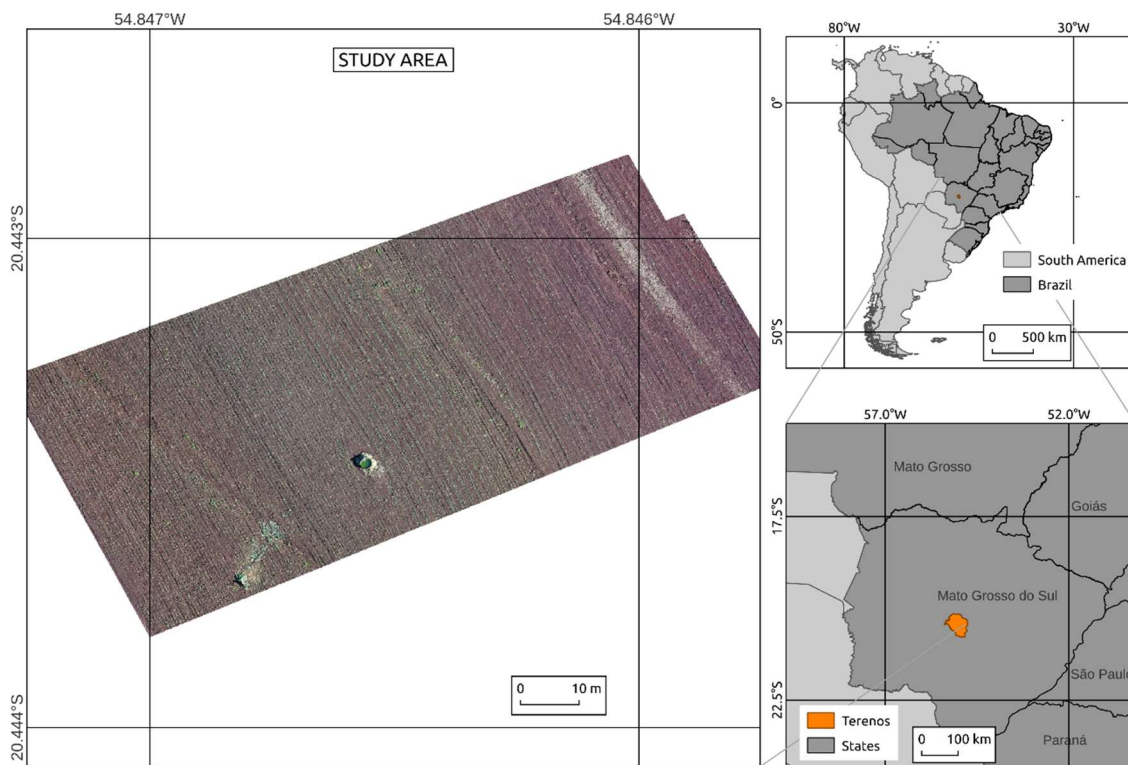 54.847°W
54.846°W
STUDY AREA
20.443°S
20.444°S
0 10 m
80°W
30°W
0°
50°S
South America
Brazil
0 500 km
57.0°W
52.0°W
17.5°S
22.5°S
Mato Grosso
Goiás
Mato Grosso do Sul
São Paulo
Paraná
Terenos
States
0 100 km